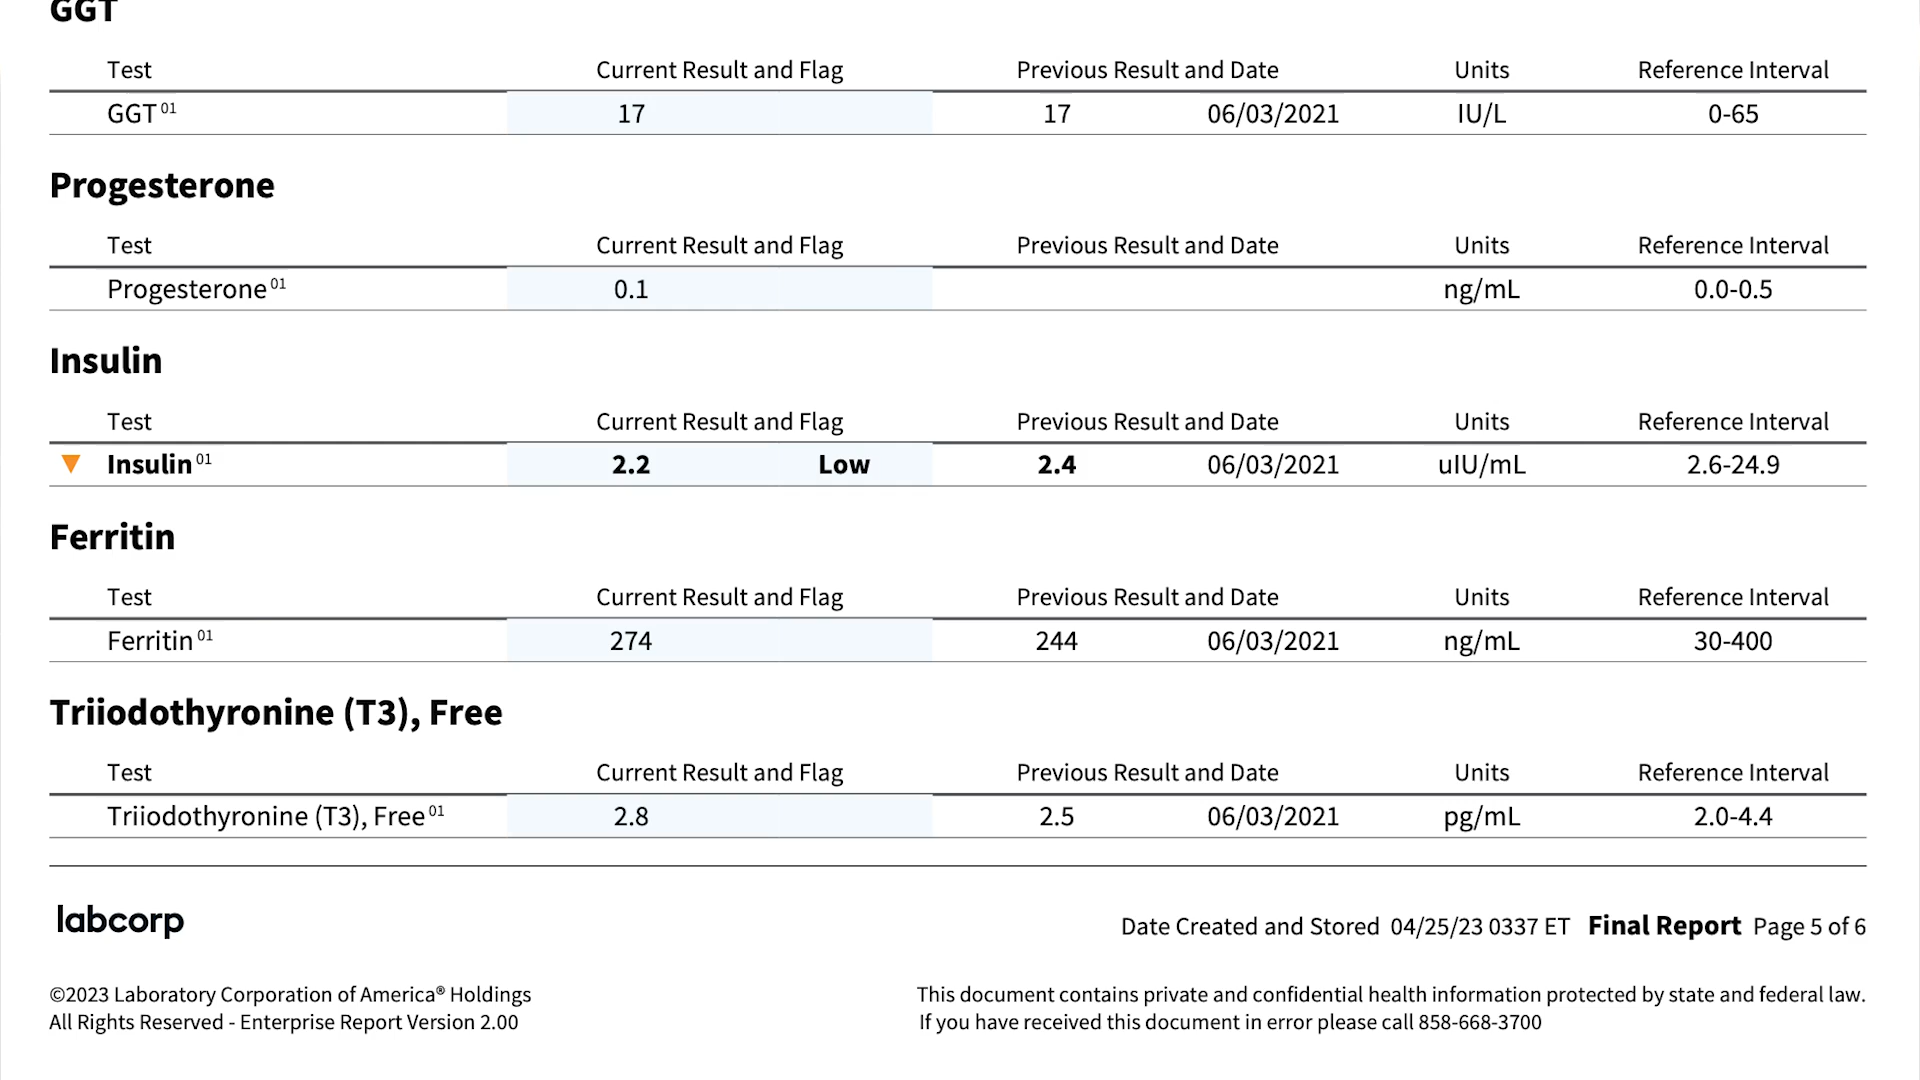 GGT
Test Current Result and Flag Previous Result and Date Units Reference Interval
GGT 01 17 17 06/03/2021 IU/L 0-65
Progesterone
Test Current Result and Flag Previous Result and Date Units Reference Interval
Progesterone 01 0.1 ng/mL 0.0-0.5
Insulin
Test Current Result and Flag Previous Result and Date Units Reference Interval
▼ Insulin 01 2.2 Low 2.4 06/03/2021 uIU/mL 2.6-24.9
Ferritin
Test Current Result and Flag Previous Result and Date Units Reference Interval
Ferritin 01 274 244 06/03/2021 ng/mL 30-400
Triiodothyronine (T3), Free
Test Current Result and Flag Previous Result and Date Units Reference Interval
Triiodothyronine (T3), Free 01 2.8 2.5 06/03/2021 pg/mL 2.0-4.4
labcorp
Date Created and Stored 04/25/23 0337 ET Final Report Page 5 of 6
©2023 Laboratory Corporation of America® Holdings
All Rights Reserved - Enterprise Report Version 2.00
This document contains private and confidential health information protected by state and federal law.
If you have received this document in error please call 858-668-3700